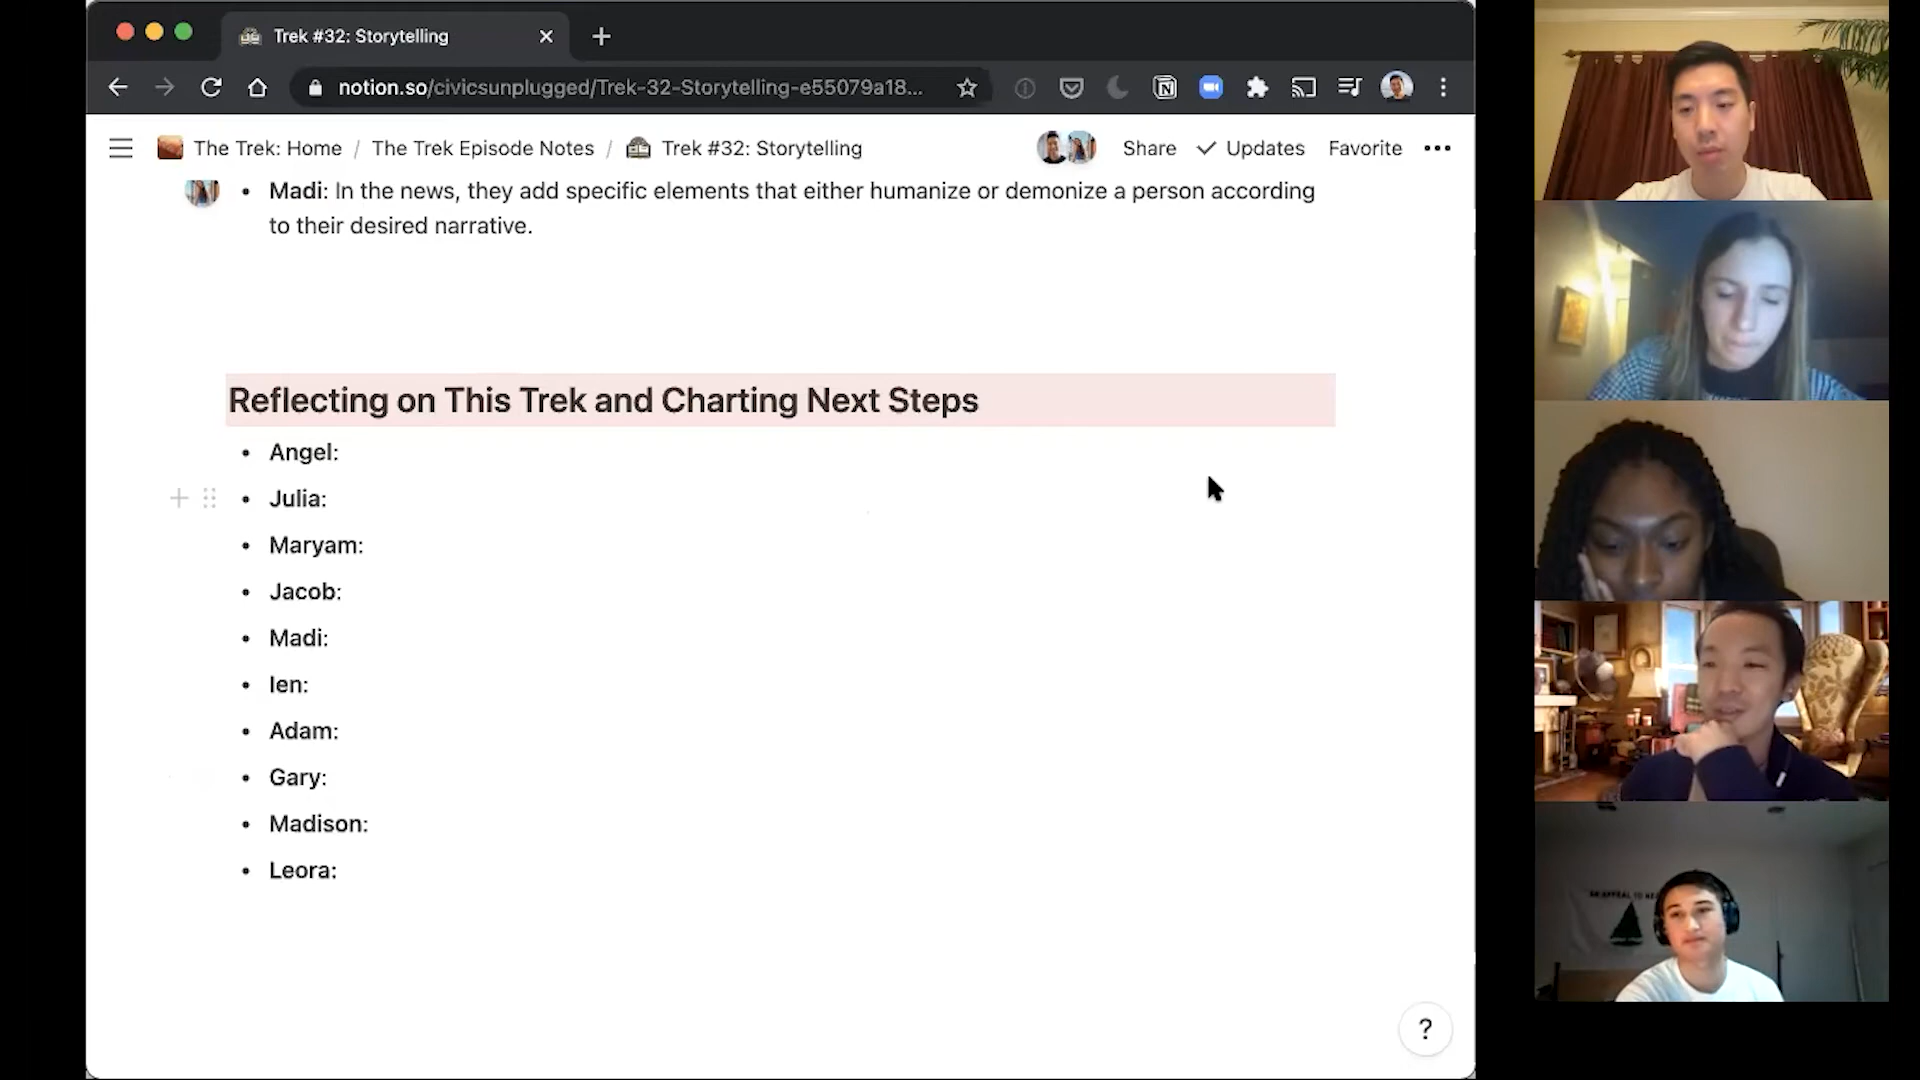 Trek #32: Storytelling
notion.so/civicsunplugged/Trek-32-Storytelling-e55079a18...
The Trek: Home / The Trek Episode Notes / Trek #32: Storytelling
Share Updates Favorite
Madi: In the news, they add specific elements that either humanize or demonize a person according
to their desired narrative.
Reflecting on This Trek and Charting Next Steps
Angel:
Julia:
Maryam:
Jacob:
Madi:
Ien:
Adam:
Gary:
Madison:
Leora:
?